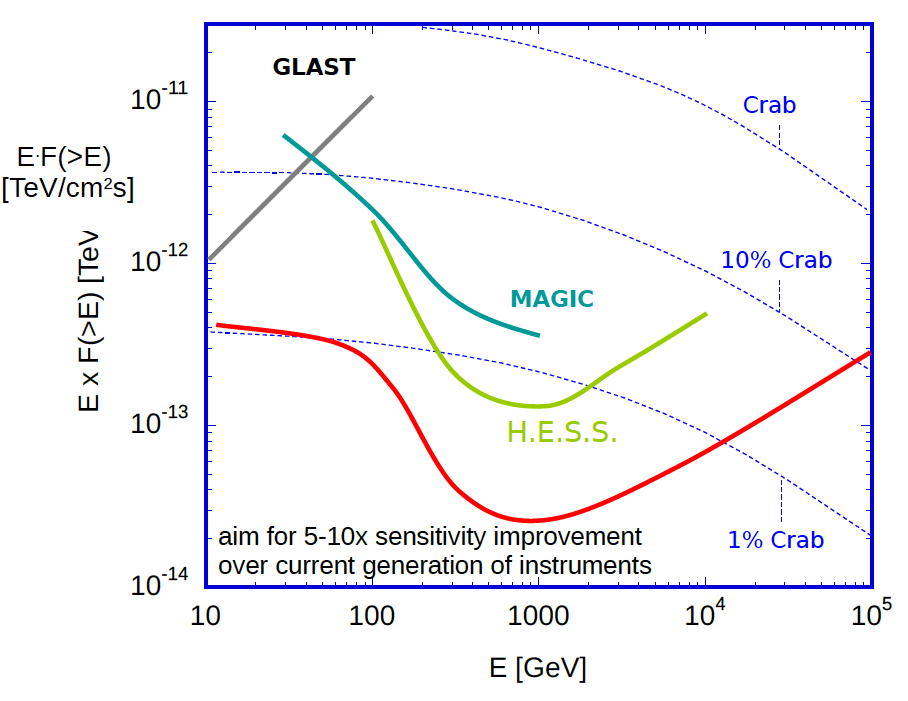 GLAST
10⁻¹¹
Crab
E·F(>E)
[TeV/cm²s]
10⁻¹²
10% Crab
E x F(>E) [TeV
MAGIC
10⁻¹³
H.E.S.S.
aim for 5-10x sensitivity improvement
1% Crab
over current generation of instruments
10⁻¹⁴
10 100 1000 10⁴ 10⁵
E [GeV]